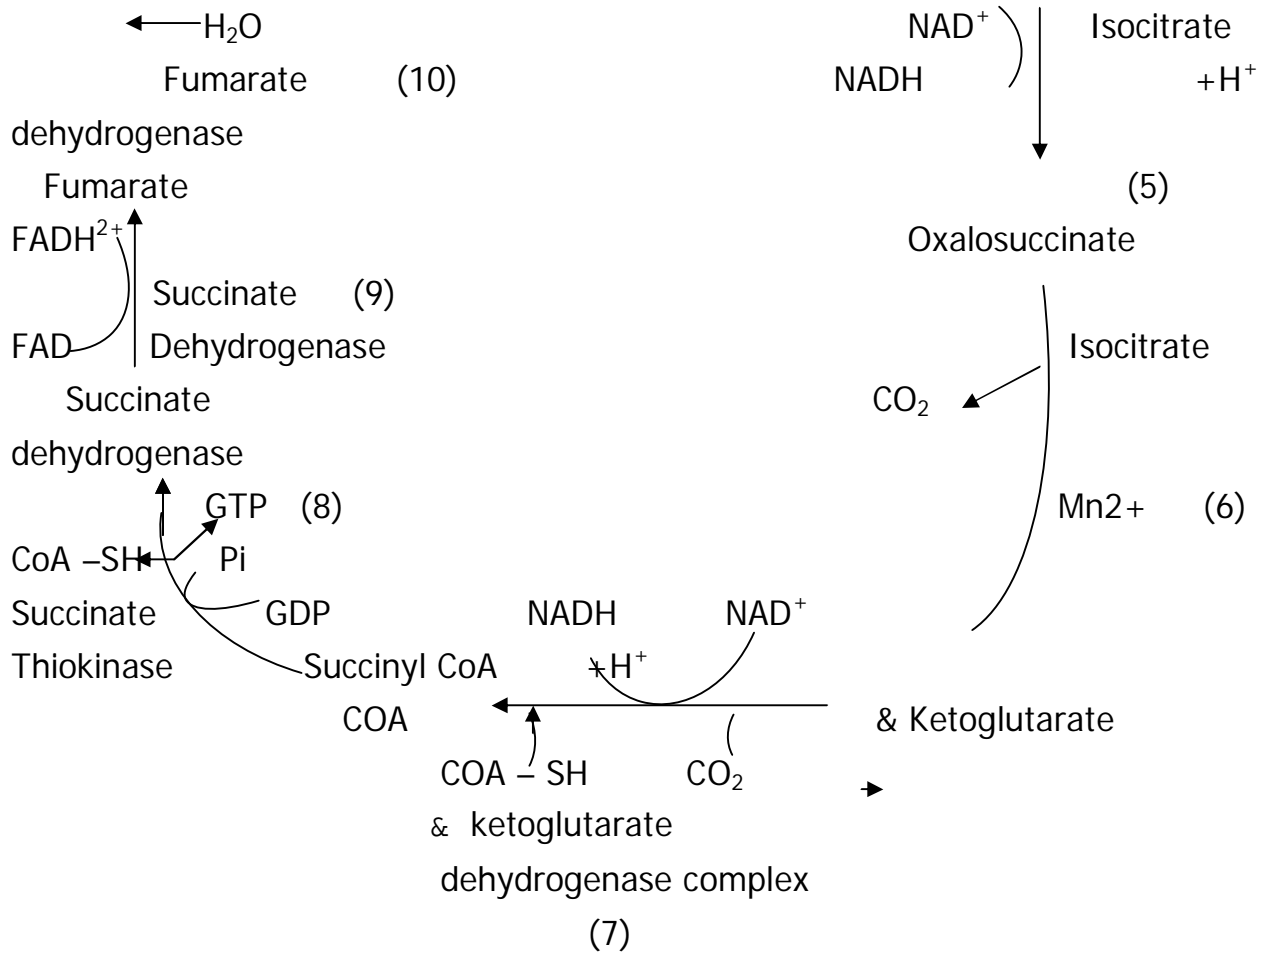 H₂O NAD⁺ Isocitrate
Fumarate (10) NADH +H⁺
dehydrogenase
Fumarate (5)
FADH²⁺ Oxalosuccinate
Succinate (9)
FAD Dehydrogenase Isocitrate
Succinate CO₂
dehydrogenase
GTP (8) Mn2+ (6)
CoA –SH Pi
Succinate GDP NADH NAD⁺
Thiokinase Succinyl CoA +H⁺
COA & Ketoglutarate
COA – SH CO₂
& ketoglutarate
dehydrogenase complex
(7)